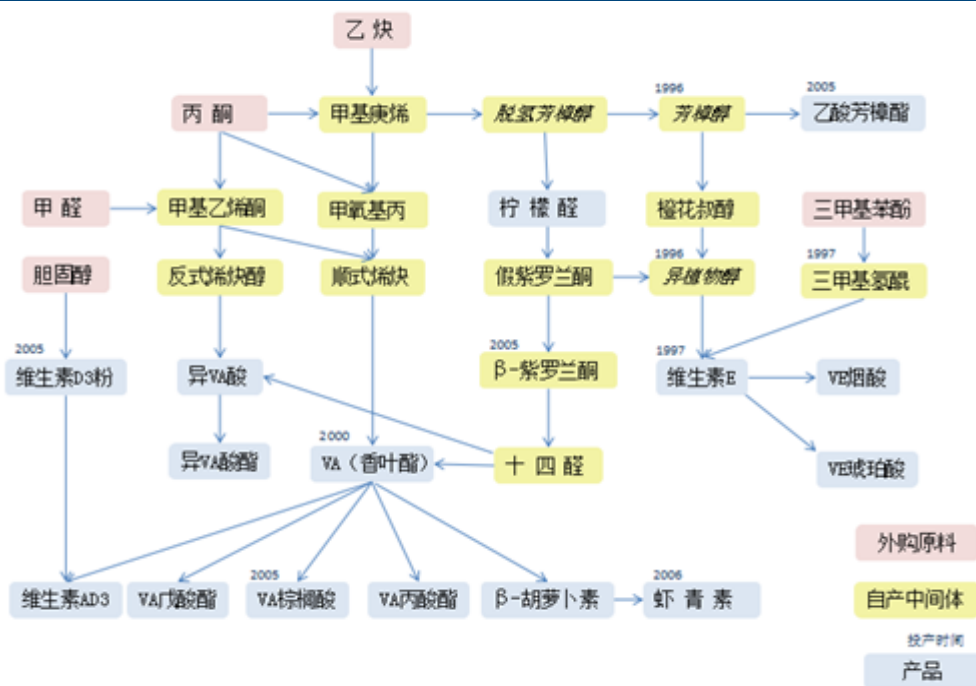 乙 炔
1996
2005
丙 酮
甲基庚烯
脱氢芳樟醇
芳樟醇
乙酸芳樟酯
甲 醛
甲基乙烯酮
甲氧基丙
柠 檬 醛
橙花叔醇
三甲基苯酚
1996
1997
胆固醇
反式烯炔醇
顺式烯炔
假紫罗兰酮
异植物醇
三甲基氢醌
2005
2005
1997
维生素D3粉
异VA酸
β-紫罗兰酮
维生素E
VE烟酸
2000
异VA酸酯
VA（香叶酯）
十 四 醛
VE琥珀酸
外购原料
2005
2006
维生素AD3
VA戊酸酯
VA棕榈酸
VA丙酸酯
β-胡萝卜素
虾 青 素
自产中间体
投产时间
产品